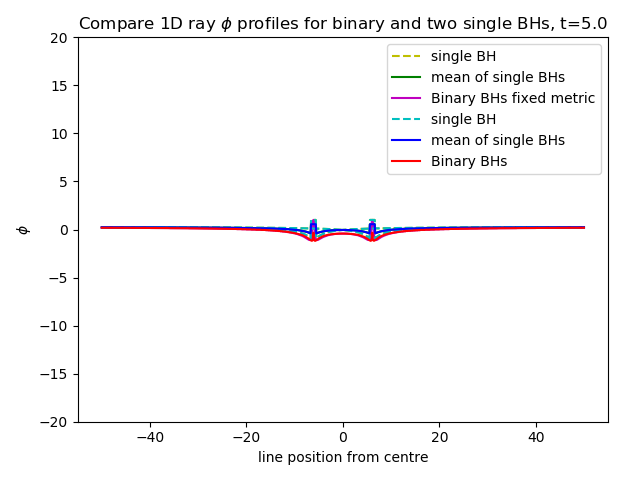 Compare 1D ray ϕ profiles for binary and two single BHs, t=5.0
20
15
10
5
0
−5
−10
−15
−20
ϕ
single BH
mean of single BHs
Binary BHs fixed metric
single BH
mean of single BHs
Binary BHs
−40 −20 0 20 40
line position from centre